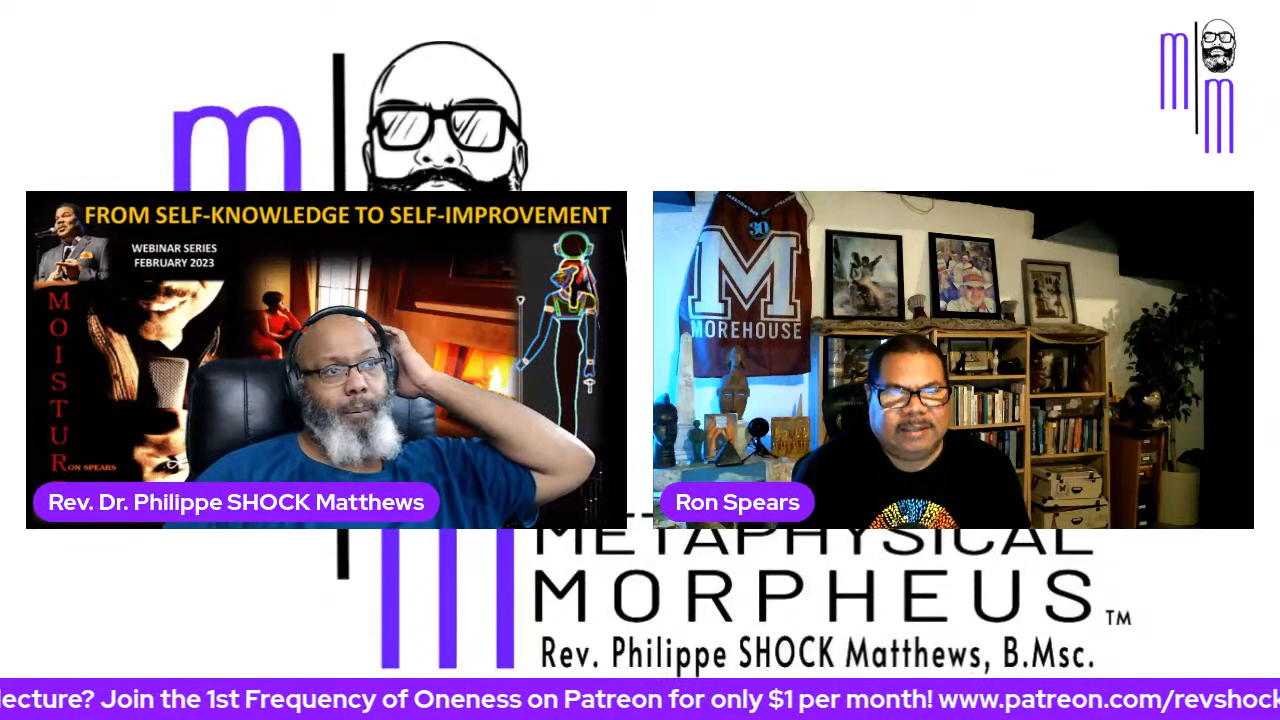 m
m
m
FROM SELF-KNOWLEDGE TO SELF-IMPROVEMENT
WEBINAR SERIES
FEBRUARY 2023
MOISTUR
RON SPEARS
Rev. Dr. Philippe SHOCK Matthews
30
M
MOREHOUSE
Ron Spears
m
METAPHYSICAL
MORPHEUS™
Rev. Philippe SHOCK Matthews, B.Msc.
lecture? Join the 1st Frequency of Oneness on Patreon for only $1 per month! www.patreon.com/revshock